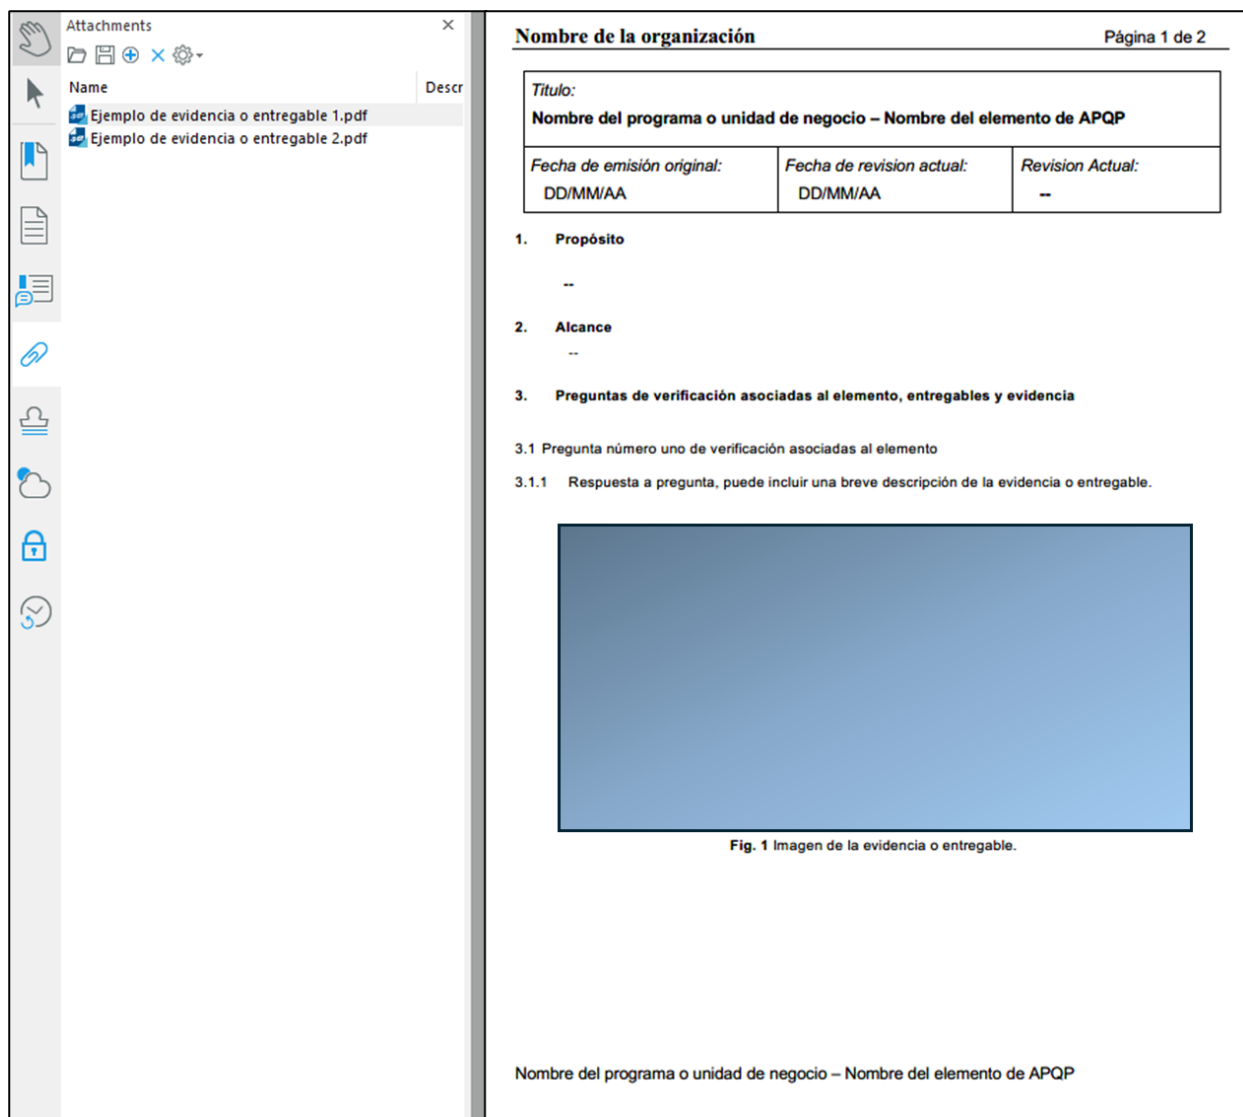 Attachments
Name Descr
Ejemplo de evidencia o entregable 1.pdf
Ejemplo de evidencia o entregable 2.pdf
Nombre de la organización Página 1 de 2
Titulo:
Nombre del programa o unidad de negocio – Nombre del elemento de APQP
Fecha de emisión original: Fecha de revision actual: Revision Actual:
DD/MM/AA DD/MM/AA --
1. Propósito
--
2. Alcance
--
3. Preguntas de verificación asociadas al elemento, entregables y evidencia
3.1 Pregunta número uno de verificación asociadas al elemento
3.1.1 Respuesta a pregunta, puede incluir una breve descripción de la evidencia o entregable.
Fig. 1 Imagen de la evidencia o entregable.
Nombre del programa o unidad de negocio – Nombre del elemento de APQP